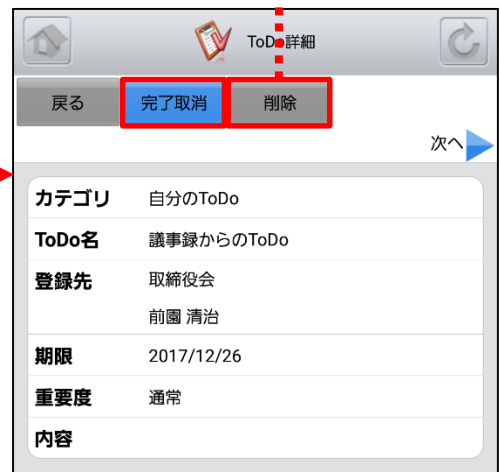 ToDo詳細
戻る 完了取消 削除
次へ
カテゴリ 自分のToDo
ToDo名 議事録からのToDo
登録先 取締役会
前園 清治
期限 2017/12/26
重要度 通常
内容